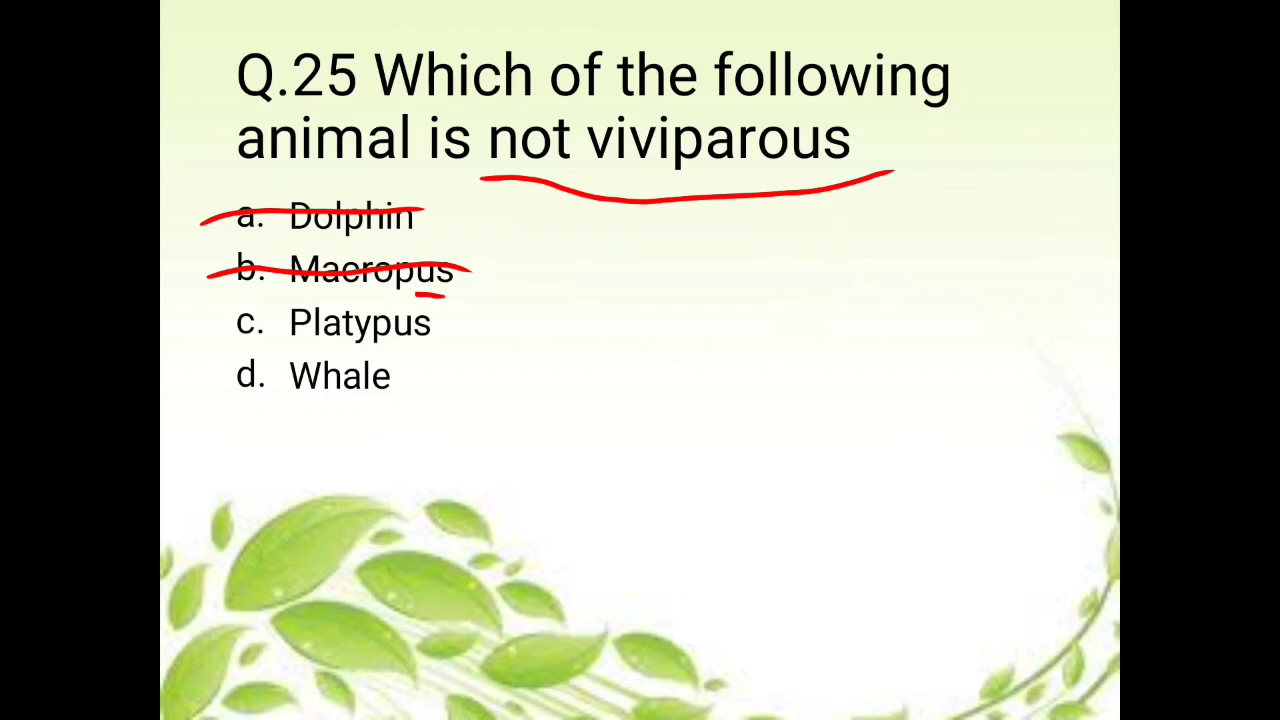 Q.25 Which of the following
animal is not viviparous
a. Dolphin
b. Macropus
c. Platypus
d. Whale